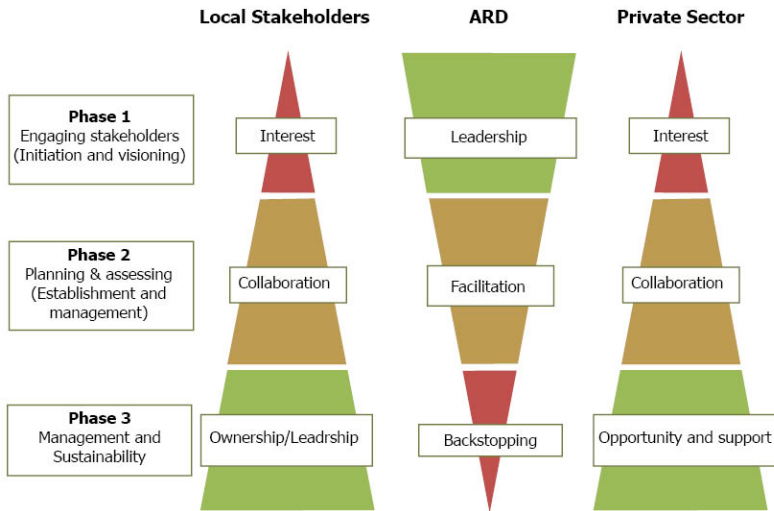 Local Stakeholders
ARD
Private Sector
Phase 1
Engaging stakeholders
(Initiation and visioning)
Interest
Leadership
Interest
Phase 2
Planning & assessing
(Establishment and
management)
Collaboration
Facilitation
Collaboration
Phase 3
Management and
Sustainability
Ownership/Leadrship
Backstopping
Opportunity and support